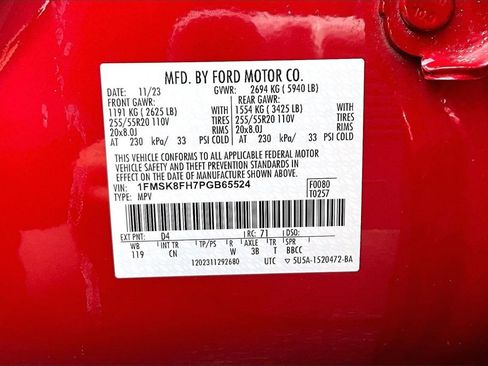 MFD. BY FORD MOTOR CO.
DATE: 11/23 GVWR: 2694 KG ( 5940 LB)
FRONT GAWR: REAR GAWR:
1191 KG ( 2625 LB) WITH 1554 KG ( 3425 LB) WITH
255/55R20 110V TIRES 255/55R20 110V TIRES
20x8.0J RIMS 20x8.0J RIMS
AT 230 kPa/ 33 PSI COLD AT 230 kPa/ 33 PSI COLD
THIS VEHICLE CONFORMS TO ALL APPLICABLE FEDERAL MOTOR
VEHICLE SAFETY AND THEFT PREVENTION STANDARDS IN
EFFECT ON THE DATE OF MANUFACTURE SHOWN ABOVE.
VIN: 1FMSK8FH7PGB65524 F0080
TYPE: MPV T0257
EXT PNT: D4 RC: 71 DSO:
WB INT TR TP/PS R AXLE TR SPR
119 CN W 3B T BBCC
1202311292680 UTC ▽ 5U5A-1520472-BA